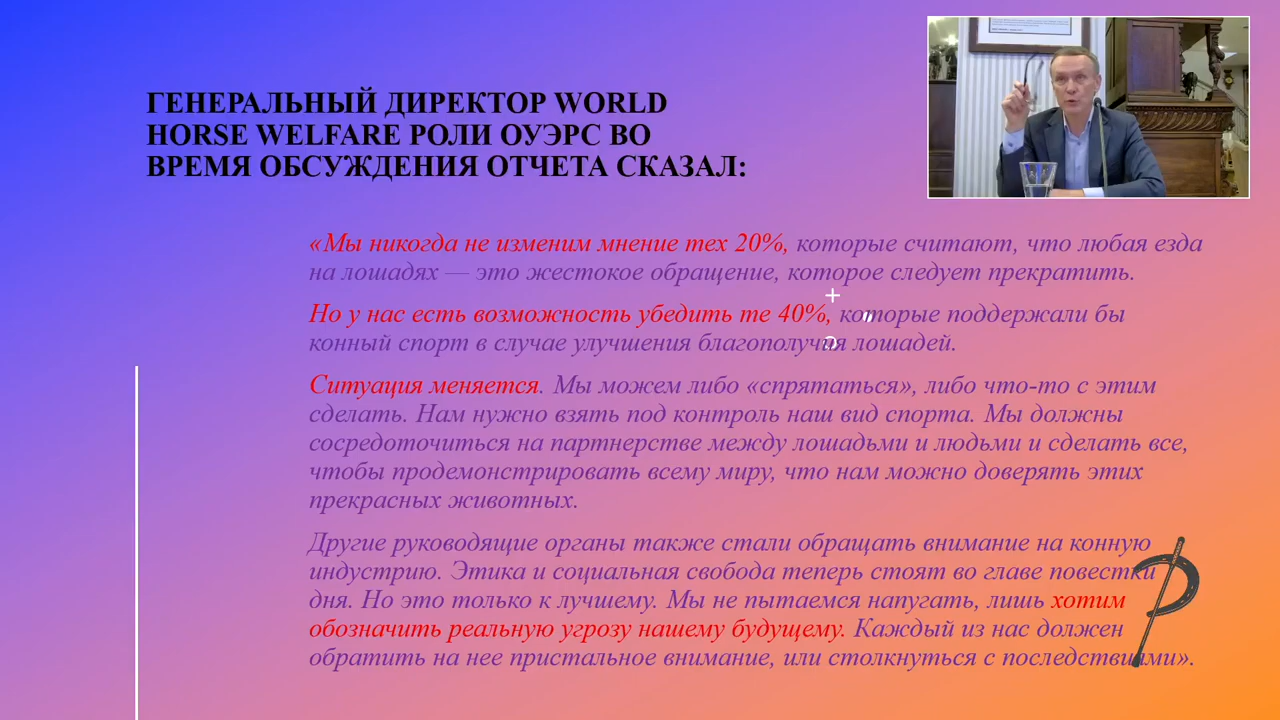 ГЕНЕРАЛЬНЫЙ ДИРЕКТОР WORLD
HORSE WELFARE РОЛИ ОУЭРС ВО
ВРЕМЯ ОБСУЖДЕНИЯ ОТЧЕТА СКАЗАЛ:
«Мы никогда не изменим мнение тех 20%, которые считают, что любая езда
на лошадях — это жестокое обращение, которое следует прекратить.
Но у нас есть возможность убедить те 40%, которые поддержали бы
конный спорт в случае улучшения благополучия лошадей.
Ситуация меняется. Мы можем либо «спрятаться», либо что-то с этим
сделать. Нам нужно взять под контроль наш вид спорта. Мы должны
сосредоточиться на партнерстве между лошадьми и людьми и сделать все,
чтобы продемонстрировать всему миру, что нам можно доверять этих
прекрасных животных.
Другие руководящие органы также стали обращать внимание на конную
индустрию. Этика и социальная свобода теперь стоят во главе повестки
дня. Но это только к лучшему. Мы не пытаемся напугать, лишь хотим
обозначить реальную угрозу нашему будущему. Каждый из нас должен
обратить на нее пристальное внимание, или столкнуться с последствиями».